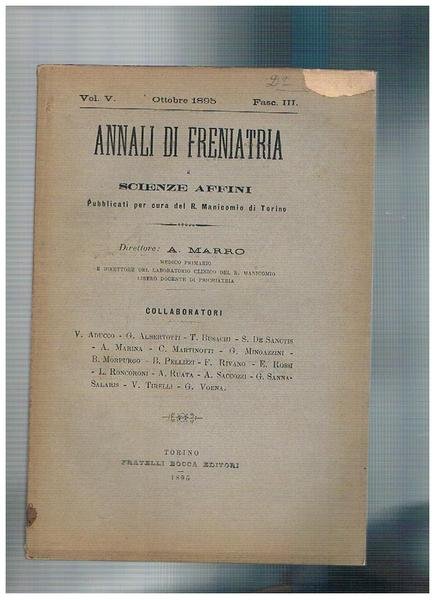 Vol. V. Ottobre 1895 Fasc. III.
ANNALI DI FRENIATRIA
E
SCIENZE AFFINI
Pubblicati per cura del R. Manicomio di Torino
Direttore: A. MARRO
MEDICO PRIMARIO
E DIRETTORE DEL LABORATORIO CLINICO DEL R. MANICOMIO
LIBERO DOCENTE DI PSICHIATRIA
COLLABORATORI
V. Aducco - G. Albertotti - T. Busachi - S. De Sanctis
- A. Marina - C. Martinotti - G. Mingazzini -
B. Morpurgo - B. Pellizzi - F. Rivano - E. Rossi
- L. Roncoroni - A. Ruata - A. Saccozzi - G. Sanna-
Salaris - V. Tirelli - G. Vorna.
TORINO
FRATELLI BOCCA EDITORI
1895